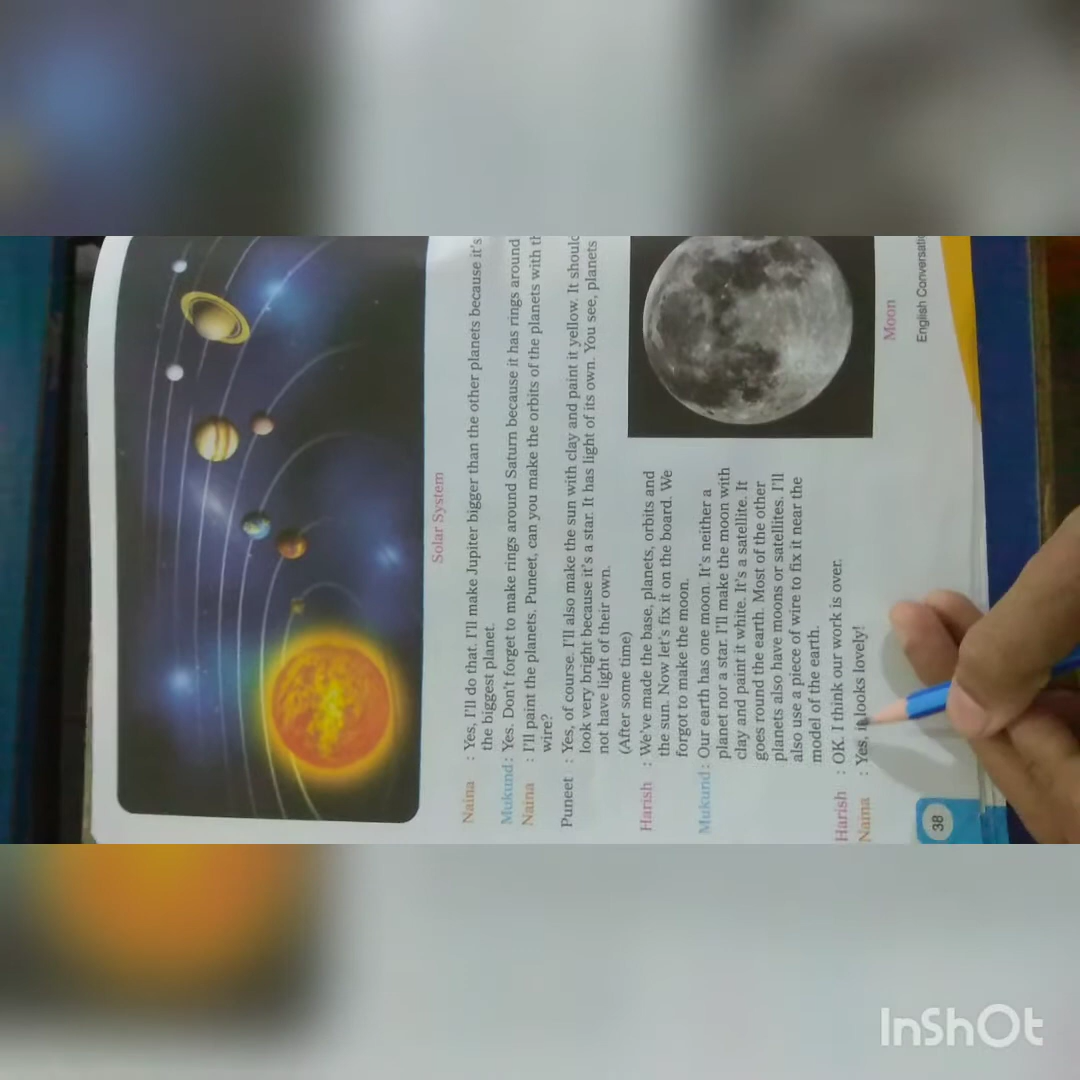 Solar System
Naina : Yes, I'll do that. I'll make Jupiter bigger than the other planets because it's
the biggest planet.
Mukund : Yes. Don't forget to make rings around Saturn because it has rings around
Naina : I'll paint the planets. Puneet, can you make the orbits of the planets with th
wire?
Puneet : Yes, of course. I'll also make the sun with clay and paint it yellow. It should
look very bright because it's a star. It has light of its own. You see, planets
not have light of their own.
(After some time)
Harish : We've made the base, planets, orbits and
the sun. Now let's fix it on the board. We
forgot to make the moon.
Mukund : Our earth has one moon. It's neither a
planet nor a star. I'll make the moon with
clay and paint it white. It's a satellite. It
goes round the earth. Most of the other
planets also have moons or satellites. I'll
also use a piece of wire to fix it near the
model of the earth.
Harish : OK. I think our work is over.
Naina : Yes, it looks lovely!
Moon
38
English Conversatio
InShOt